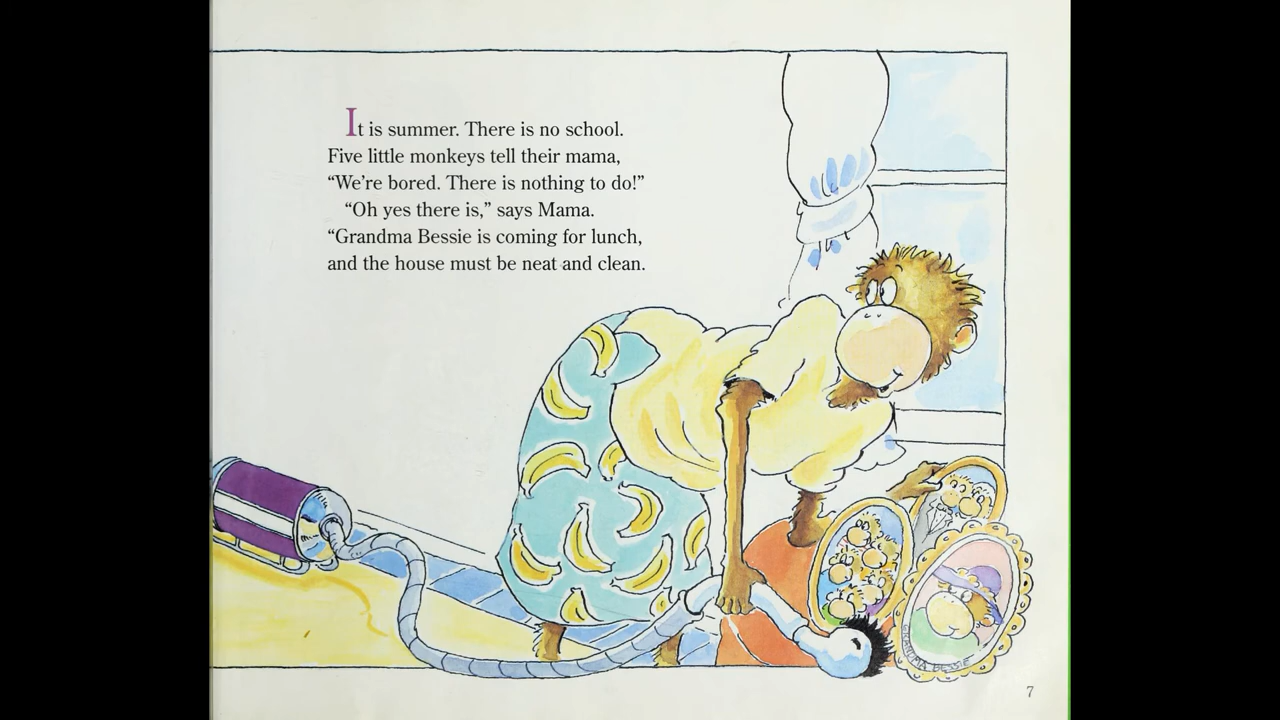 It is summer. There is no school.
Five little monkeys tell their mama,
“We’re bored. There is nothing to do!”
“Oh yes there is,” says Mama.
“Grandma Bessie is coming for lunch,
and the house must be neat and clean.
GRANDMA BESSIE
7